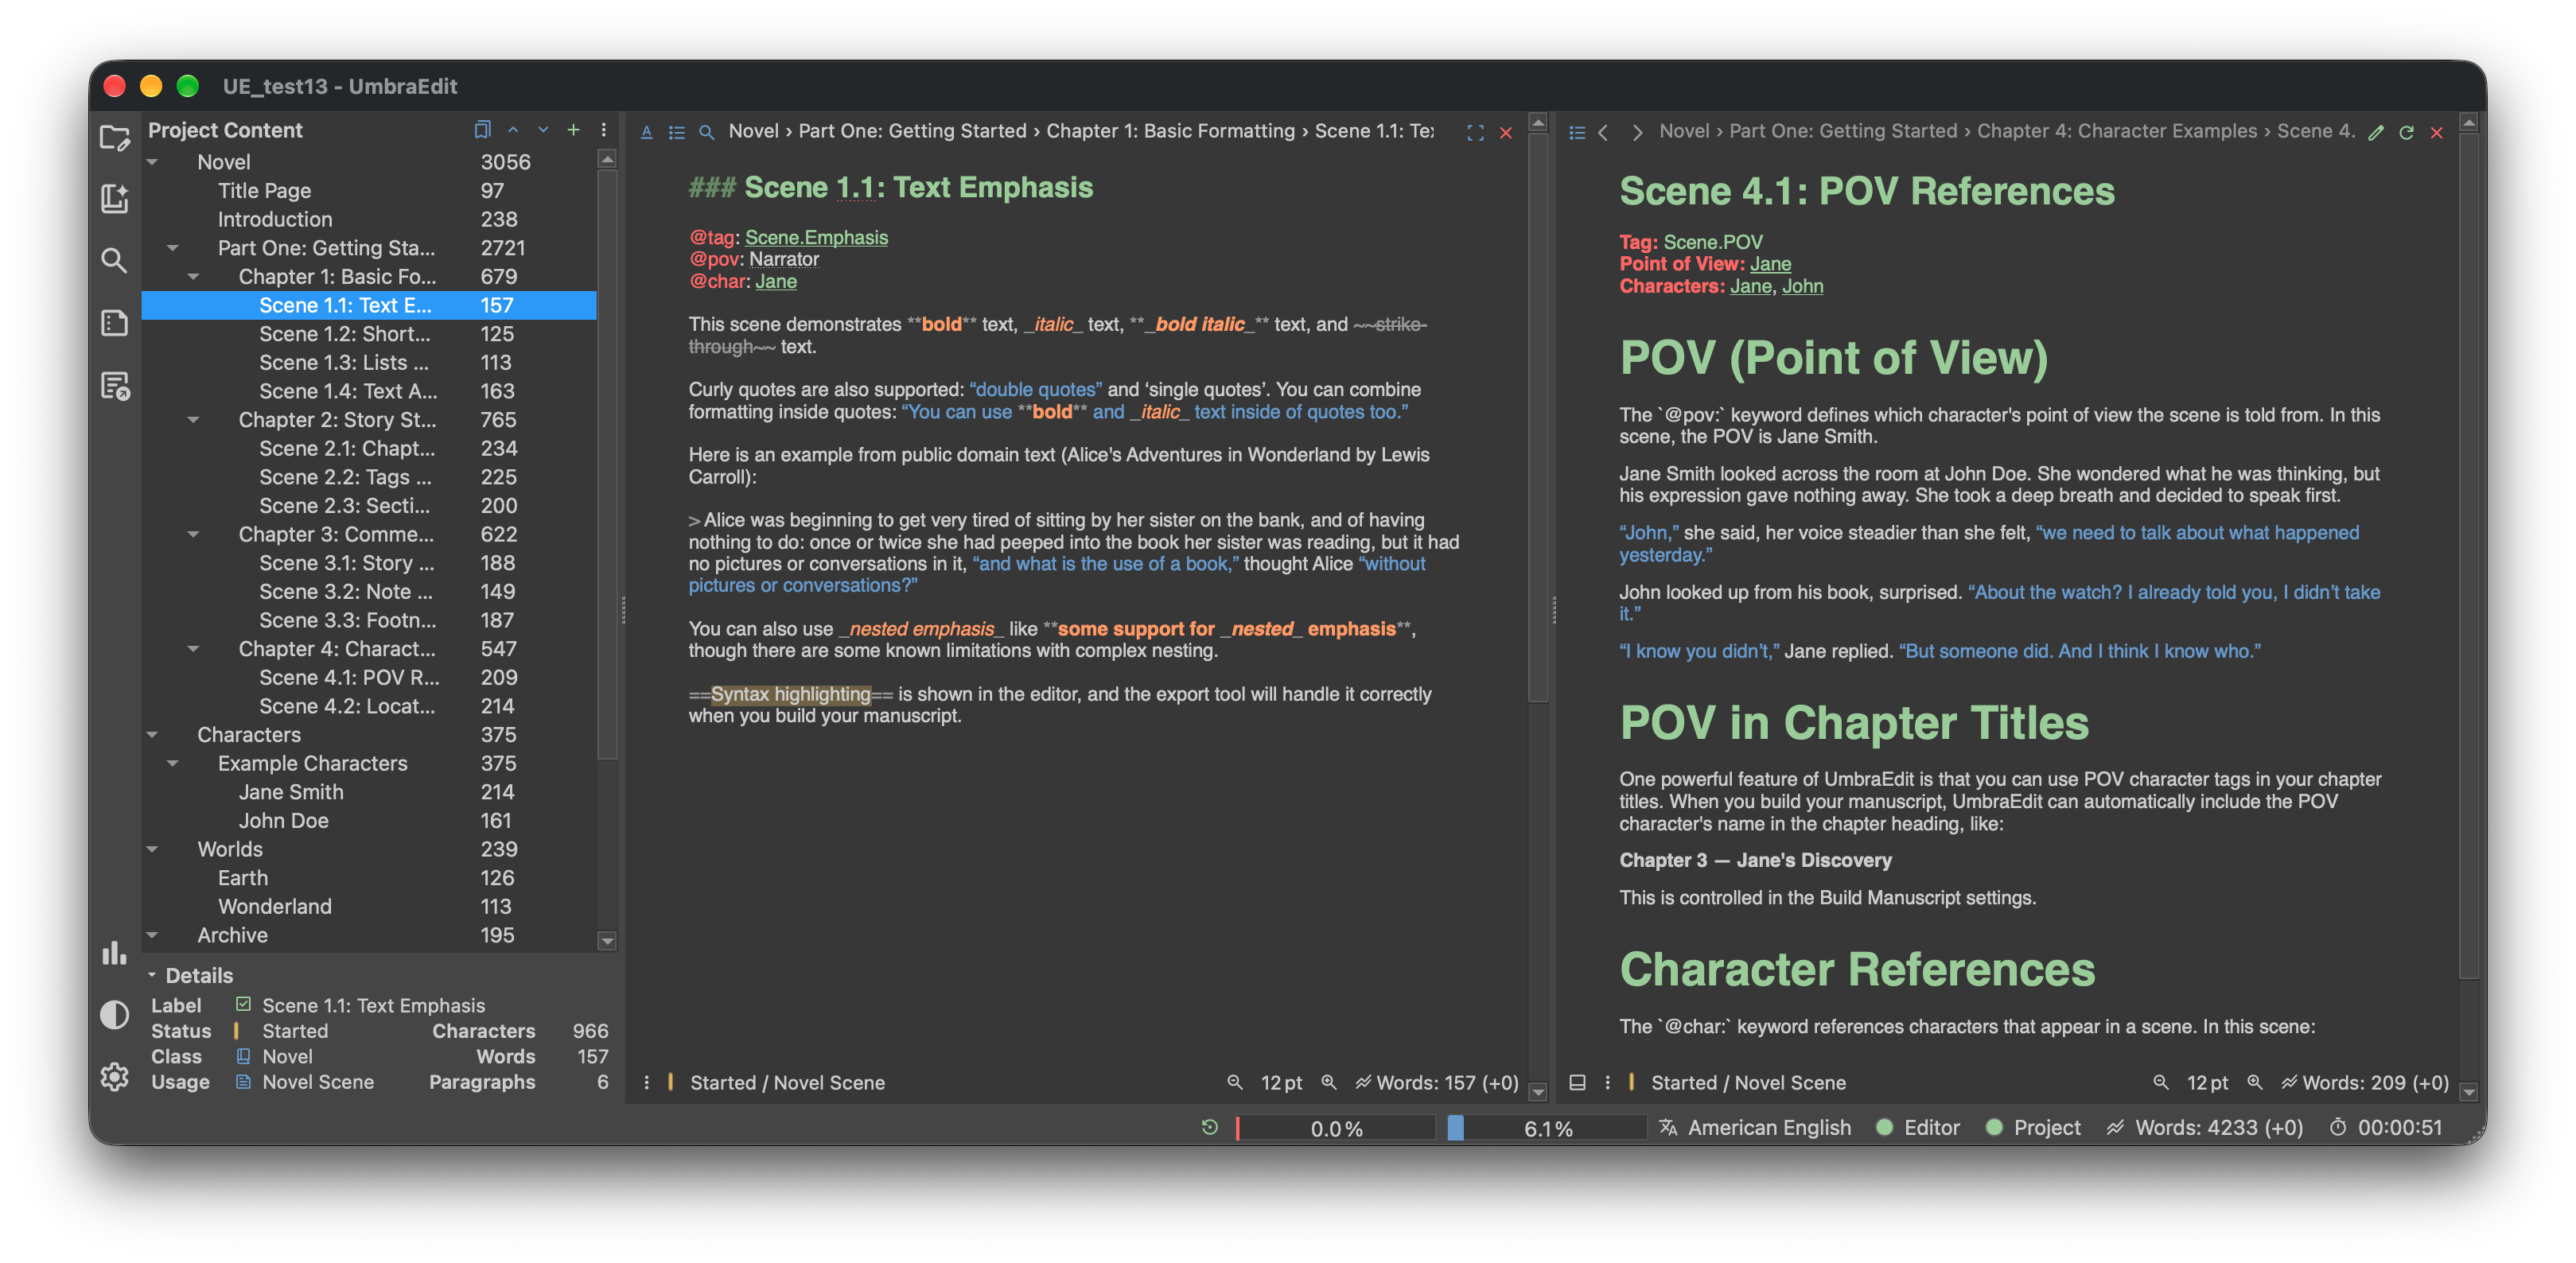 UE_test13 - UmbraEdit
Project Content
Novel 3056
Title Page 97
Introduction 238
Part One: Getting Sta... 2721
Chapter 1: Basic Fo... 679
Scene 1.1: Text E... 157
Scene 1.2: Short... 125
Scene 1.3: Lists ... 113
Scene 1.4: Text A... 163
Chapter 2: Story St... 765
Scene 2.1: Chapt... 234
Scene 2.2: Tags ... 225
Scene 2.3: Secti... 200
Chapter 3: Comme... 622
Scene 3.1: Story ... 188
Scene 3.2: Note ... 149
Scene 3.3: Footn... 187
Chapter 4: Charact... 547
Scene 4.1: POV R... 209
Scene 4.2: Locat... 214
Characters 375
Example Characters 375
Jane Smith 214
John Doe 161
Worlds 239
Earth 126
Wonderland 113
Archive 195
Details
Label Scene 1.1: Text Emphasis
Status Started Characters 966
Class Novel Words 157
Usage Novel Scene Paragraphs 6
Novel › Part One: Getting Started › Chapter 1: Basic Formatting › Scene 1.1: Te
### Scene 1.1: Text Emphasis
@tag: Scene.Emphasis
@pov: Narrator
@char: Jane
This scene demonstrates **bold** text, _italic_ text, **_bold italic_** text, and ~~strike-
through~~ text.
Curly quotes are also supported: “double quotes” and ‘single quotes’. You can combine
formatting inside quotes: “You can use **bold** and _italic_ text inside of quotes too.”
Here is an example from public domain text (Alice's Adventures in Wonderland by Lewis
Carroll):
> Alice was beginning to get very tired of sitting by her sister on the bank, and of having
nothing to do: once or twice she had peeped into the book her sister was reading, but it had
no pictures or conversations in it, “and what is the use of a book,” thought Alice “without
pictures or conversations?”
You can also use _nested emphasis_ like **some support for _nested_ emphasis**,
though there are some known limitations with complex nesting.
==Syntax highlighting== is shown in the editor, and the export tool will handle it correctly
when you build your manuscript.
Started / Novel Scene 12 pt Words: 157 (+0)
Novel › Part One: Getting Started › Chapter 4: Character Examples › Scene 4.
Scene 4.1: POV References
Tag: Scene.POV
Point of View: Jane
Characters: Jane, John
POV (Point of View)
The `@pov:` keyword defines which character's point of view the scene is told from. In this
scene, the POV is Jane Smith.
Jane Smith looked across the room at John Doe. She wondered what he was thinking, but
his expression gave nothing away. She took a deep breath and decided to speak first.
“John,” she said, her voice steadier than she felt, “we need to talk about what happened
yesterday.”
John looked up from his book, surprised. “About the watch? I already told you, I didn’t take
it.”
“I know you didn’t,” Jane replied. “But someone did. And I think I know who.”
POV in Chapter Titles
One powerful feature of UmbraEdit is that you can use POV character tags in your chapter
titles. When you build your manuscript, UmbraEdit can automatically include the POV
character's name in the chapter heading, like:
Chapter 3 — Jane's Discovery
This is controlled in the Build Manuscript settings.
Character References
The `@char:` keyword references characters that appear in a scene. In this scene:
Started / Novel Scene 12 pt Words: 209 (+0)
0.0% 6.1% American English Editor Project Words: 4233 (+0) 00:00:51